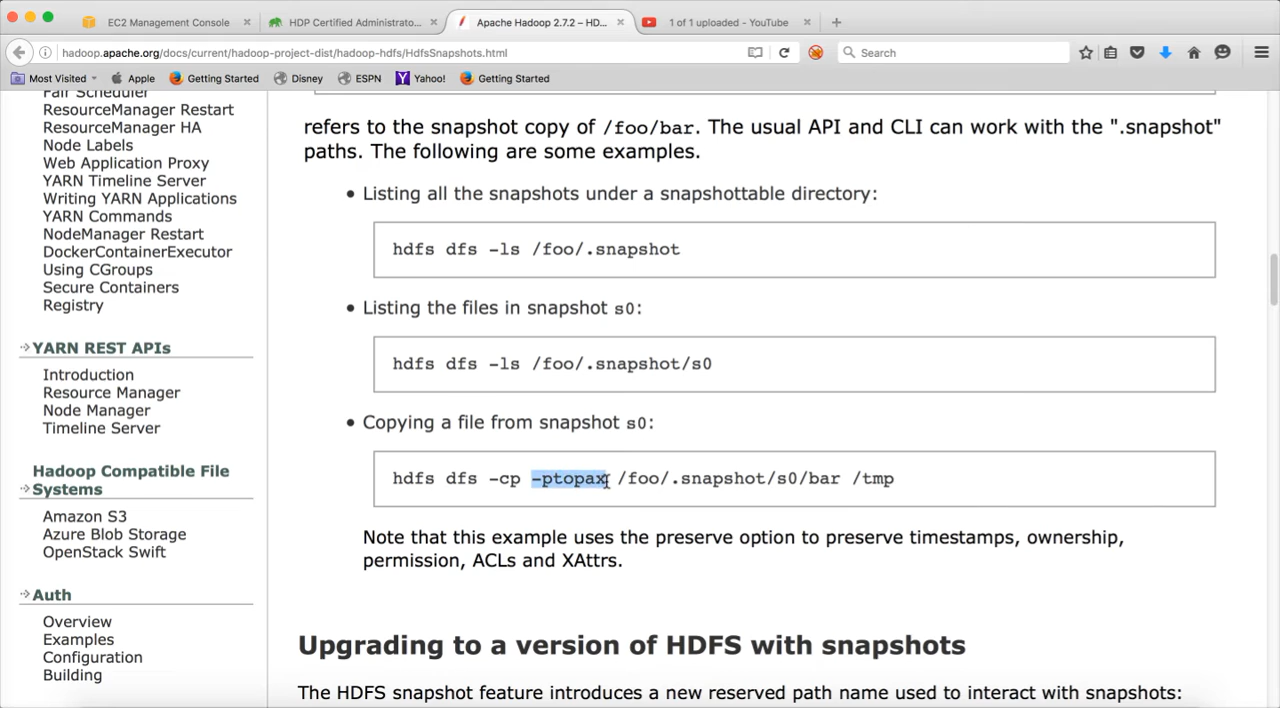 EC2 Management Console
HDP Certified Administrato...
Apache Hadoop 2.7.2 – HD...
1 of 1 uploaded - YouTube
hadoop.apache.org/docs/current/hadoop-project-dist/hadoop-hdfs/HdfsSnapshots.html
Search
Most Visited
Apple
Getting Started
Disney
ESPN
Yahoo!
Getting Started
Fair Scheduler
ResourceManager Restart
ResourceManager HA
Node Labels
Web Application Proxy
YARN Timeline Server
Writing YARN Applications
YARN Commands
NodeManager Restart
DockerContainerExecutor
Using CGroups
Secure Containers
Registry
YARN REST APIs
Introduction
Resource Manager
Node Manager
Timeline Server
Hadoop Compatible File
Systems
Amazon S3
Azure Blob Storage
OpenStack Swift
Auth
Overview
Examples
Configuration
Building
refers to the snapshot copy of /foo/bar. The usual API and CLI can work with the ".snapshot"
paths. The following are some examples.
• Listing all the snapshots under a snapshottable directory:
hdfs dfs -ls /foo/.snapshot
• Listing the files in snapshot s0:
hdfs dfs -ls /foo/.snapshot/s0
• Copying a file from snapshot s0:
hdfs dfs -cp -ptopax /foo/.snapshot/s0/bar /tmp
Note that this example uses the preserve option to preserve timestamps, ownership,
permission, ACLs and XAttrs.
Upgrading to a version of HDFS with snapshots
The HDFS snapshot feature introduces a new reserved path name used to interact with snapshots: